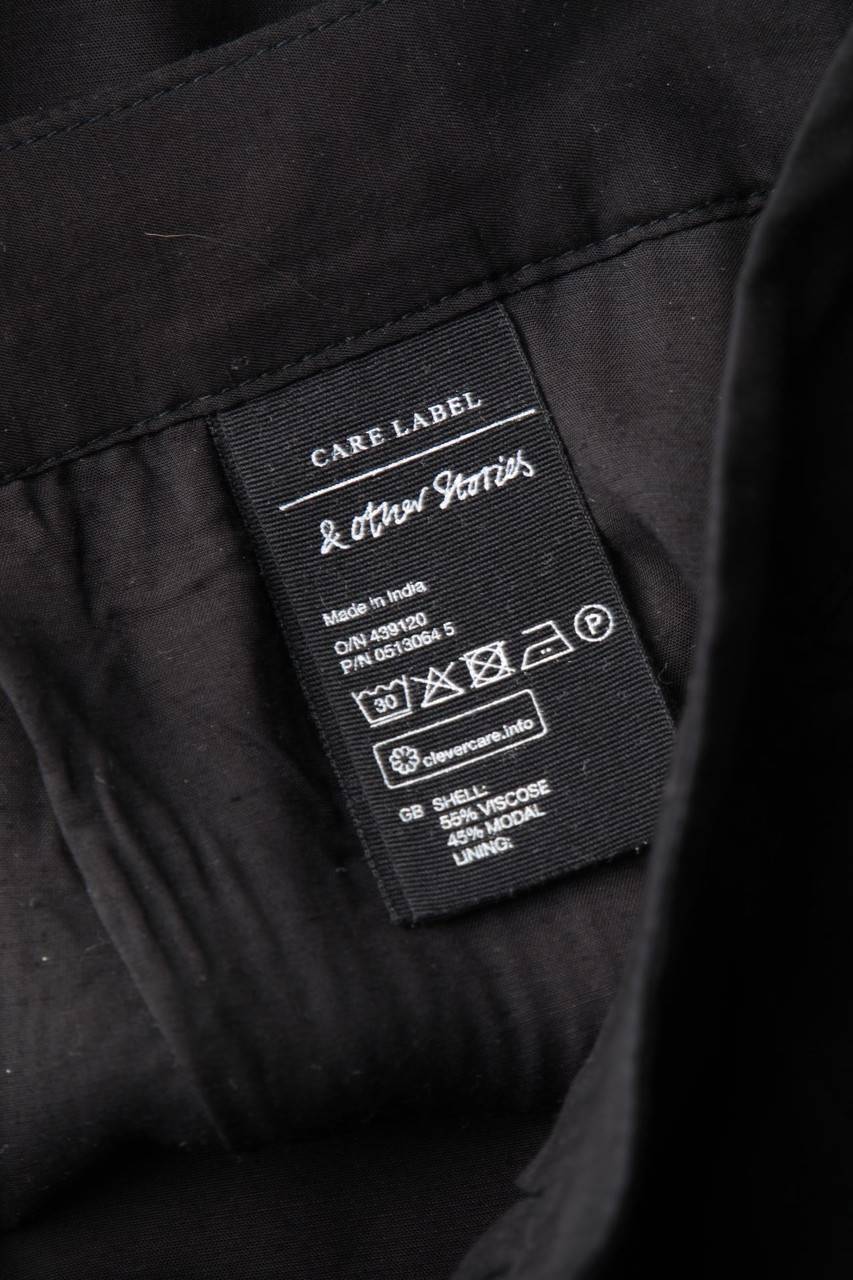 CARE LABEL
& Other Stories
Made in India
O/N 439120
P/N 0513064 5
30 P
clevercare.info
GB SHELL:
55% VISCOSE
45% MODAL
LINING: